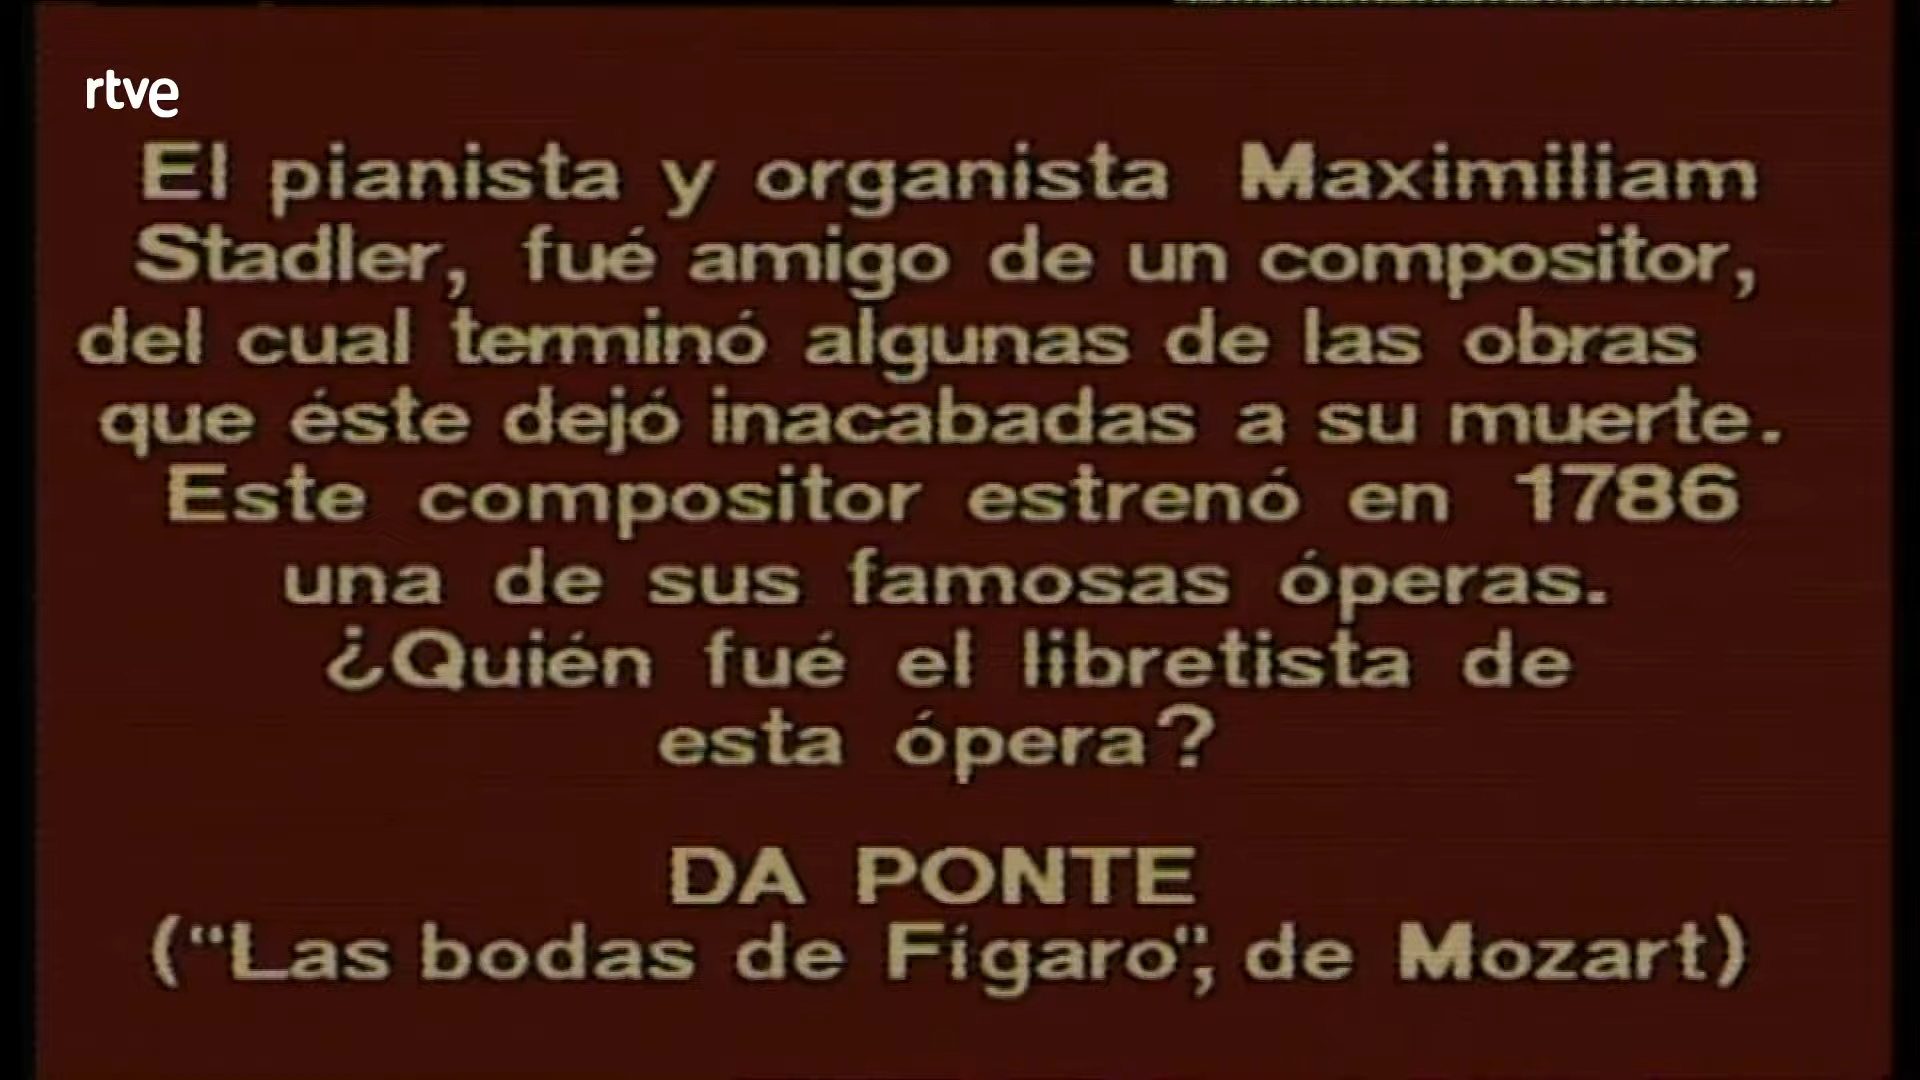 rtve
El pianista y organista Maximiliam
Stadler, fué amigo de un compositor,
del cual terminó algunas de las obras
que éste dejó inacabadas a su muerte.
Este compositor estrenó en 1786
una de sus famosas óperas.
¿Quién fué el libretista de
esta ópera?
DA PONTE
("Las bodas de Fígaro", de Mozart)